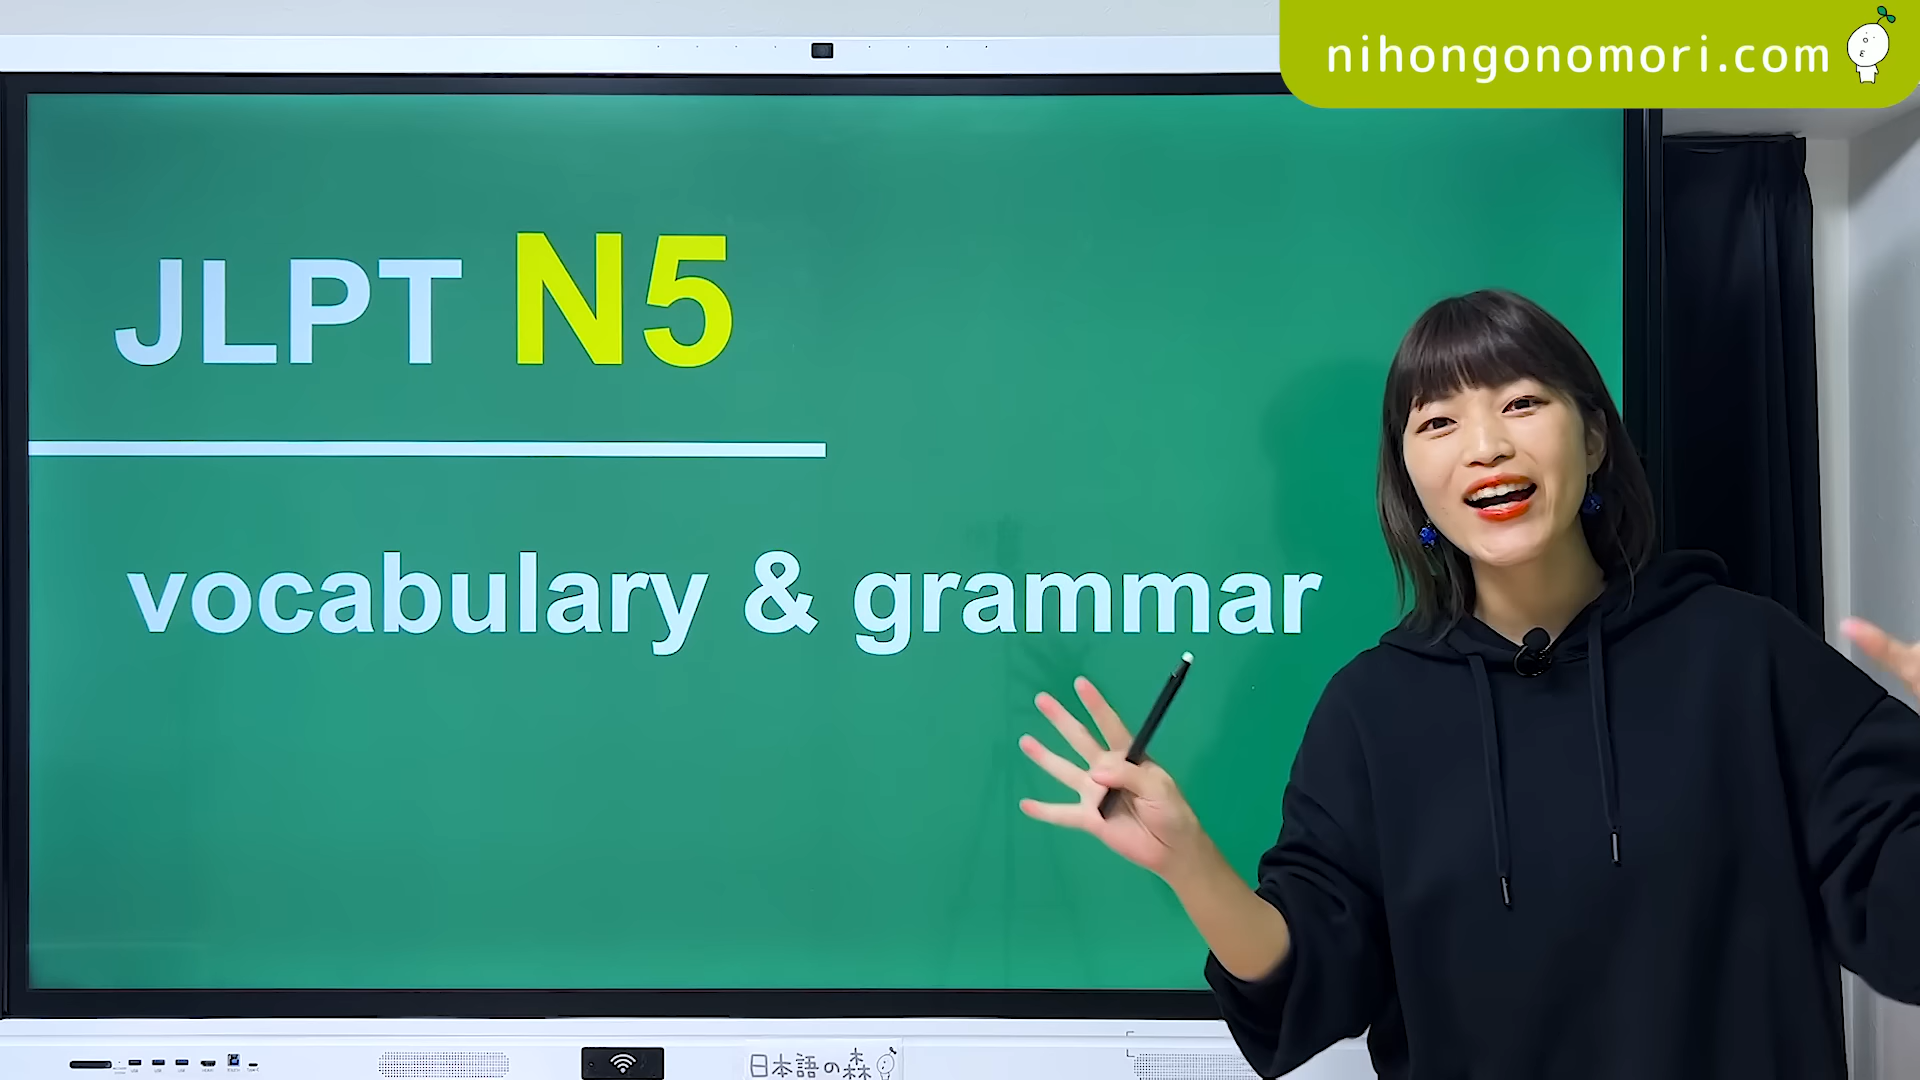 nihongonomori.com
JLPT N5
vocabulary & grammar
日本語の森